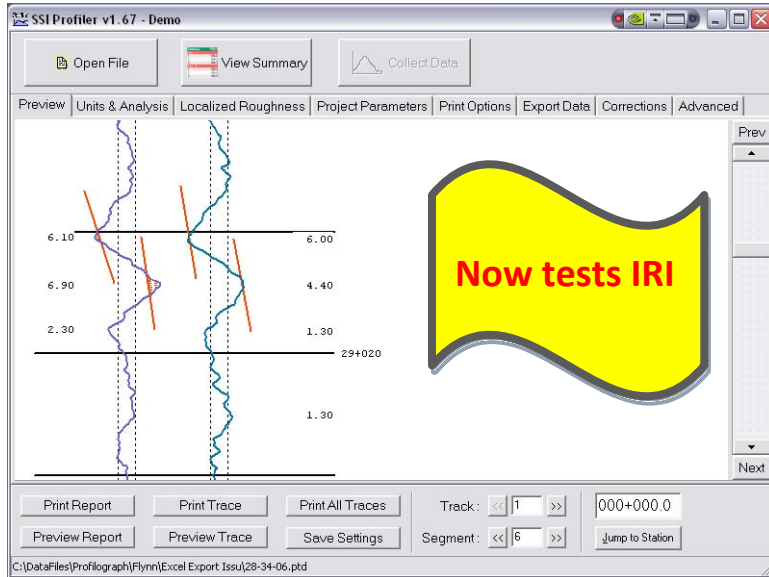 SSI Profiler v1.67 - Demo
Open File
View Summary
Collect Data
Preview
Units & Analysis
Localized Roughness
Project Parameters
Print Options
Export Data
Corrections
Advanced
Prev
6.10
6.00
Now tests IRI
6.90
4.40
2.30
1.30
29+020
1.30
Next
Print Report
Print Trace
Print All Traces
Track:
<<
1
>>
000+000.0
Preview Report
Preview Trace
Save Settings
Segment:
<<
6
>>
Jump to Station
C:\DataFiles\Profilograph\Flynn\Excel Export Issu\28-34-06.ptd